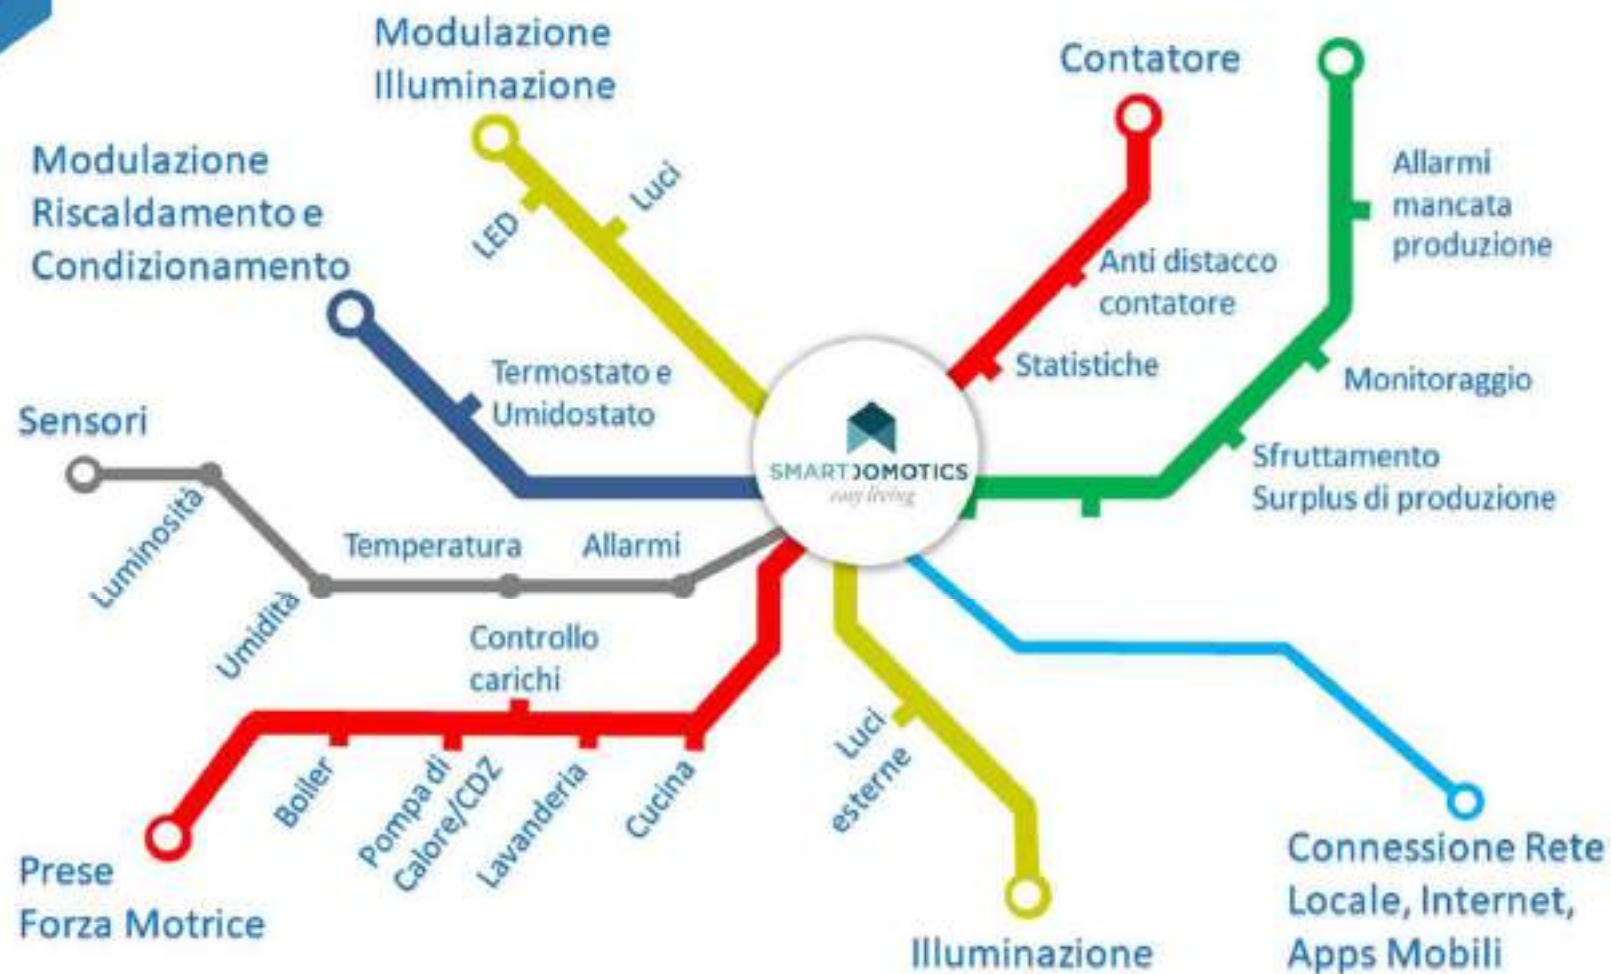 Modulazione
Illuminazione
LED
Luci
Contatore
Anti distacco
contatore
Statistiche
Allarmi
mancata
produzione
Monitoraggio
Sfruttamento
Surplus di produzione
Modulazione
Riscaldamento e
Condizionamento
Termostato e
Umidostato
SMARTDOMOTICS
easy living
Sensori
Luminosità
Umidità
Temperatura
Allarmi
Controllo
carichi
Boiler
Pompa di
Calore/CDZ
Lavanderia
Cucina
Prese
Forza Motrice
Luci
esterne
Illuminazione
Connessione Rete
Locale, Internet,
Apps Mobili